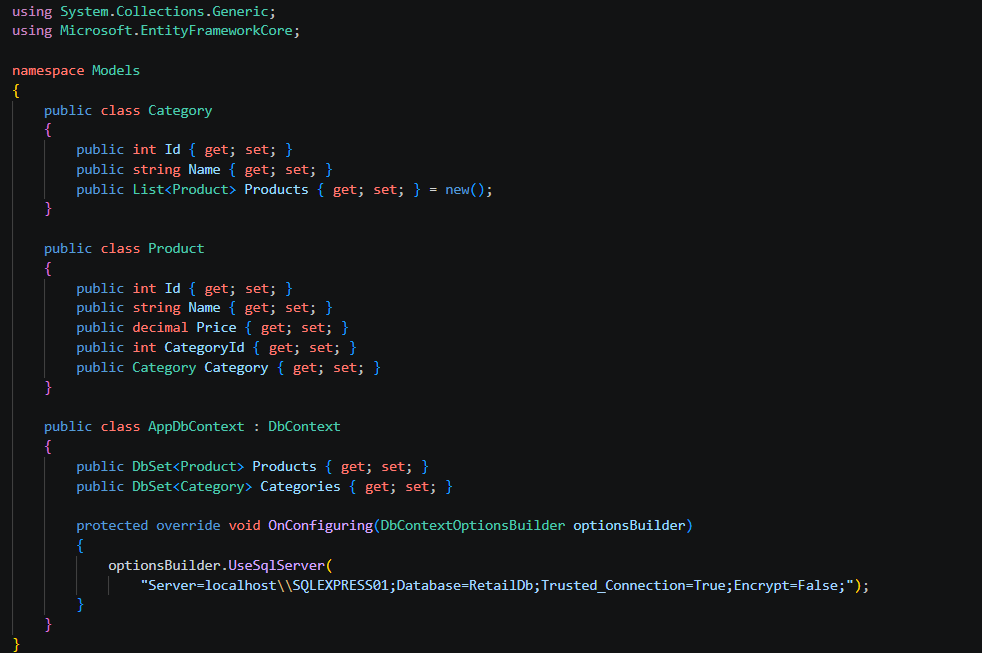 using System.Collections.Generic;
using Microsoft.EntityFrameworkCore;

namespace Models
{
    public class Category
    {
        public int Id { get; set; }
        public string Name { get; set; }
        public List<Product> Products { get; set; } = new();
    }

    public class Product
    {
        public int Id { get; set; }
        public string Name { get; set; }
        public decimal Price { get; set; }
        public int CategoryId { get; set; }
        public Category Category { get; set; }
    }

    public class AppDbContext : DbContext
    {
        public DbSet<Product> Products { get; set; }
        public DbSet<Category> Categories { get; set; }

        protected override void OnConfiguring(DbContextOptionsBuilder optionsBuilder)
        {
            optionsBuilder.UseSqlServer(
                "Server=localhost\\SQLEXPRESS01;Database=RetailDb;Trusted_Connection=True;Encrypt=False;");
        }
    }
}